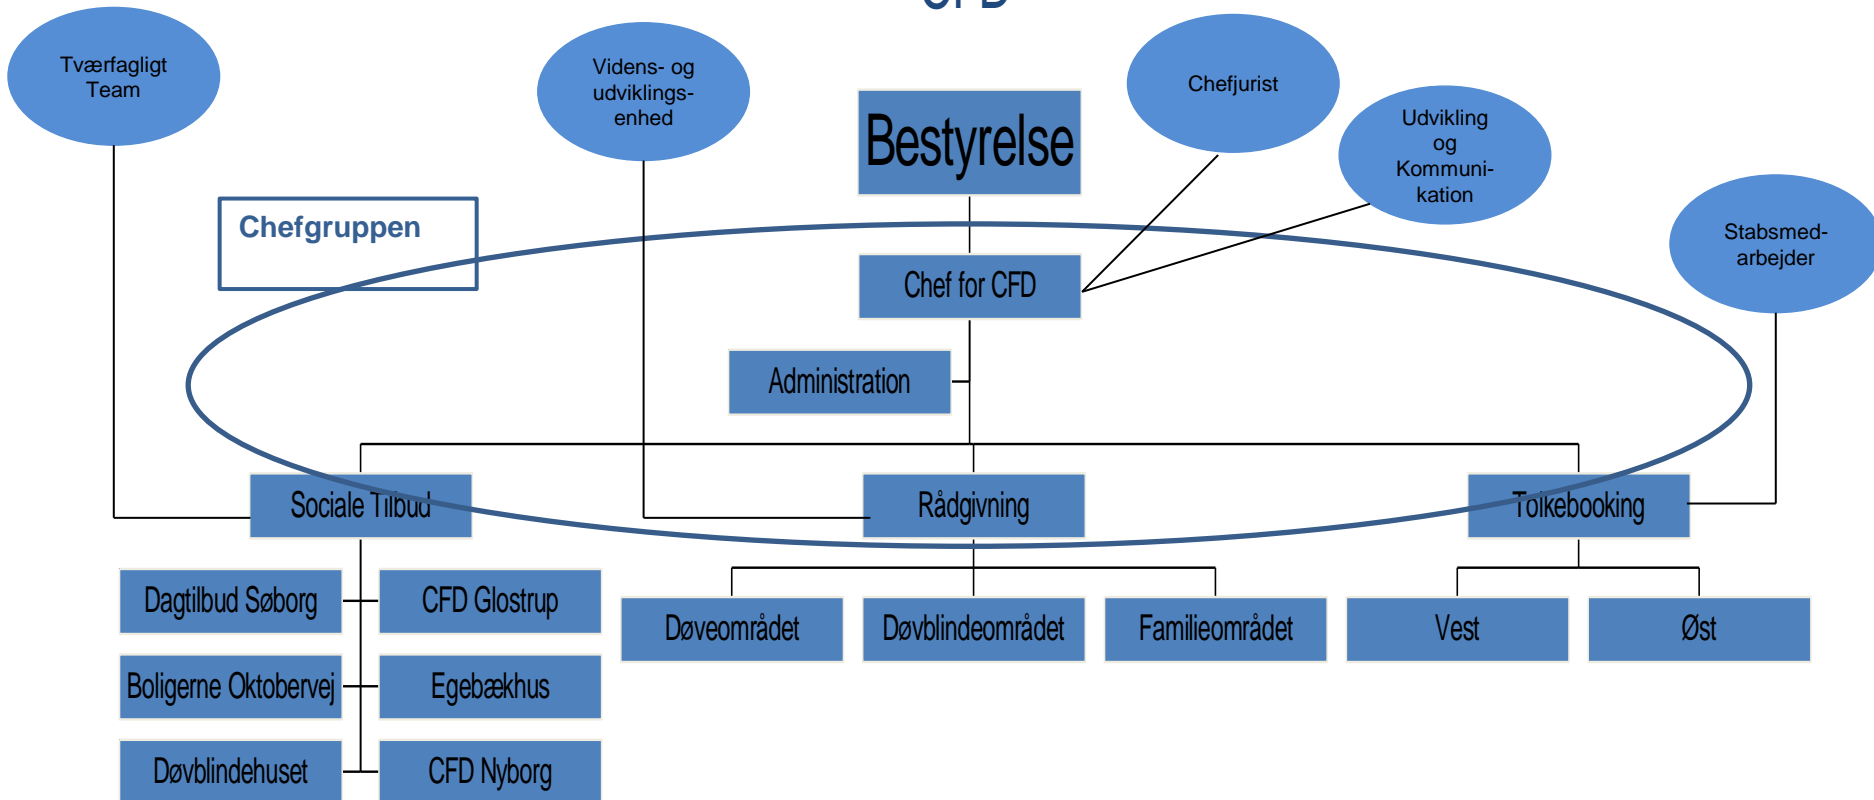 CFD
Tværfagligt
Team
Videns- og
udviklings-
enhed
Chefjurist
Udvikling
og
Kommuni-
kation
Stabsmed-
arbejder
Bestyrelse
Chefgruppen
Chef for CFD
Administration
Sociale Tilbud
Rådgivning
Tolkebooking
Dagtilbud Søborg
CFD Glostrup
Boligerne Oktobervej
Egebækhus
Døvblindehuset
CFD Nyborg
Døveområdet
Døvblindeområdet
Familieområdet
Vest
Øst